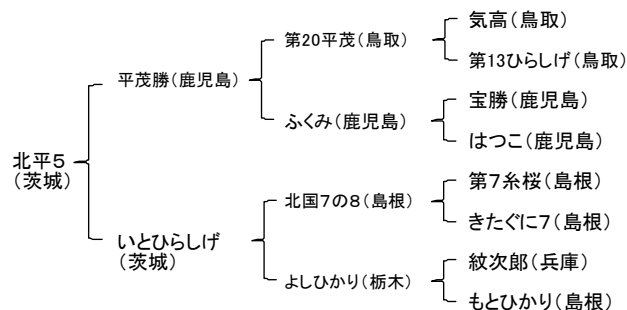 気高（鳥取）
第20平茂（鳥取）
第13ひらしげ（鳥取）
平茂勝（鹿児島）
宝勝（鹿児島）
ふくみ（鹿児島）
はつこ（鹿児島）
北平５
（茨城）
第７糸桜（島根）
北国７の８（島根）
きたぐに７（島根）
いとひらしげ
（茨城）
紋次郎（兵庫）
よしひかり（栃木）
もとひかり（島根）